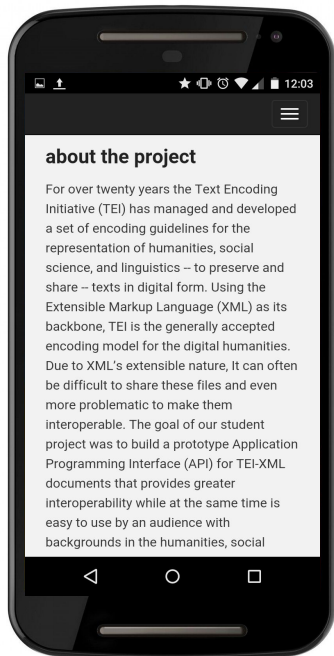 12:03
about the project
For over twenty years the Text Encoding
Initiative (TEI) has managed and developed
a set of encoding guidelines for the
representation of humanities, social
science, and linguistics – to preserve and
share – texts in digital form. Using the
Extensible Markup Language (XML) as its
backbone, TEI is the generally accepted
encoding model for the digital humanities.
Due to XML's extensible nature, It can often
be difficult to share these files and even
more problematic to make them
interoperable. The goal of our student
project was to build a prototype Application
Programming Interface (API) for TEI-XML
documents that provides greater
interoperability while at the same time is
easy to use by an audience with
backgrounds in the humanities, social